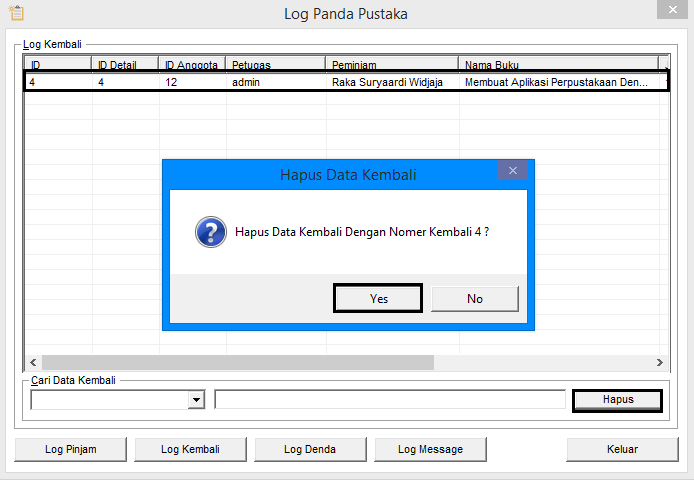 Log Panda Pustaka
Log Kembali
ID ID Detail ID Anggota Petugas Peminjam Nama Buku
4 4 12 admin Raka Suryaardi Widjaja Membuat Aplikasi Perpustakaan Den...
Hapus Data Kembali
Hapus Data Kembali Dengan Nomer Kembali 4 ?
Yes No
Cari Data Kembali
Hapus
Log Pinjam Log Kembali Log Denda Log Message Keluar